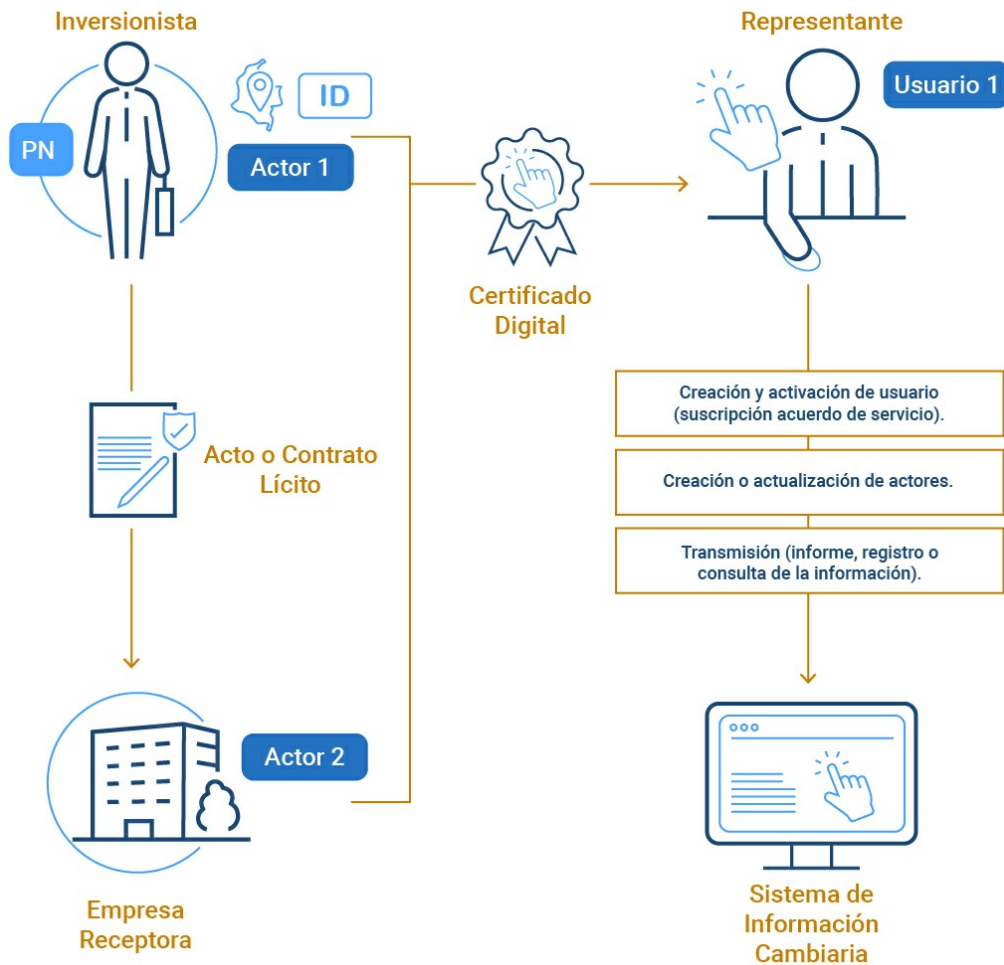 Inversionista
PN
ID
Actor 1
Acto o Contrato
Lícito
Actor 2
Empresa
Receptora
Certificado
Digital
Representante
Usuario 1
Creación y activación de usuario
(suscripción acuerdo de servicio).
Creación o actualización de actores.
Transmisión (informe, registro o
consulta de la información).
Sistema de
Información
Cambiaria